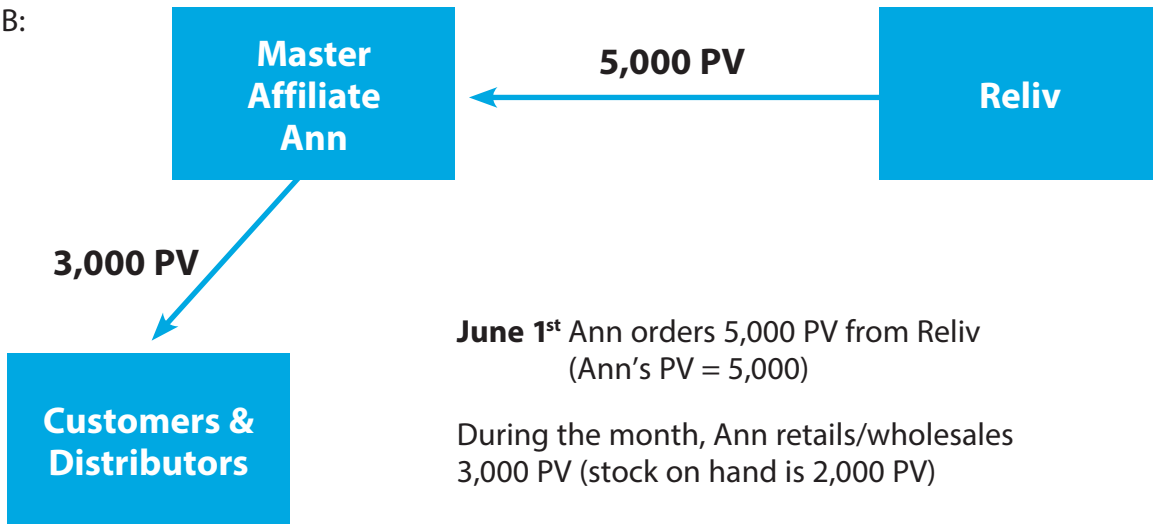 B:
Master
Affiliate
Ann
5,000 PV
Reliv
3,000 PV
Customers &
Distributors
June 1st Ann orders 5,000 PV from Reliv
(Ann’s PV = 5,000)
During the month, Ann retails/wholesales
3,000 PV (stock on hand is 2,000 PV)